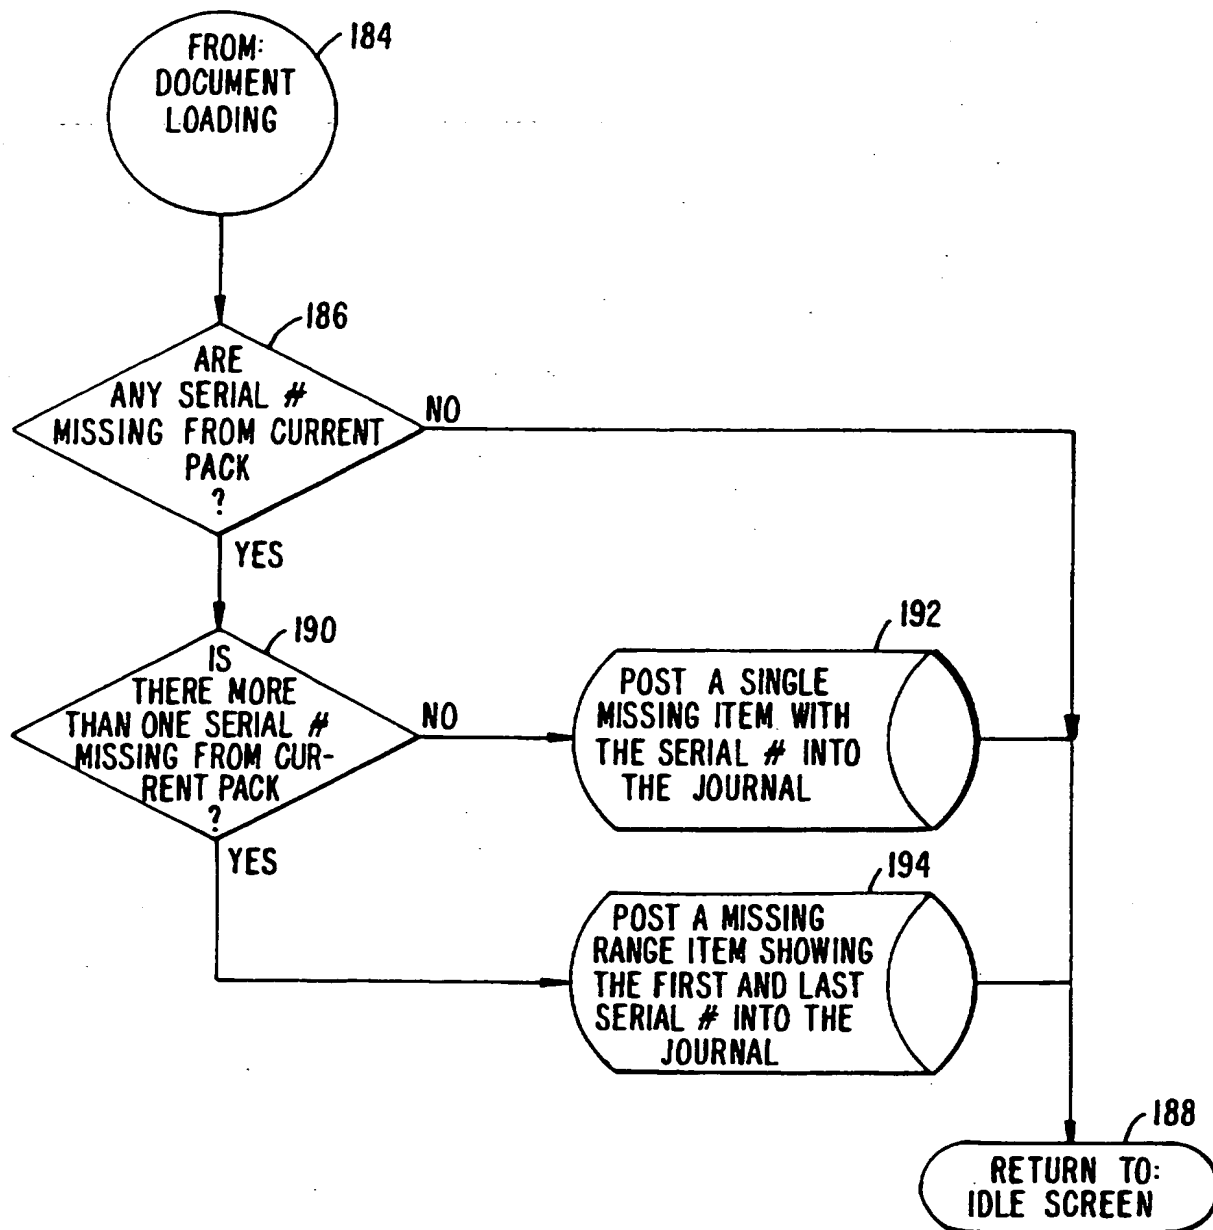 FROM:
DOCUMENT
LOADING
184
186
ARE
ANY SERIAL #
MISSING FROM CURRENT
PACK
?
NO
YES
190
IS
THERE MORE
THAN ONE SERIAL #
MISSING FROM CUR-
RENT PACK
?
NO
YES
192
POST A SINGLE
MISSING ITEM WITH
THE SERIAL # INTO
THE JOURNAL
194
POST A MISSING
RANGE ITEM SHOWING
THE FIRST AND LAST
SERIAL # INTO THE
JOURNAL
188
RETURN TO:
IDLE SCREEN